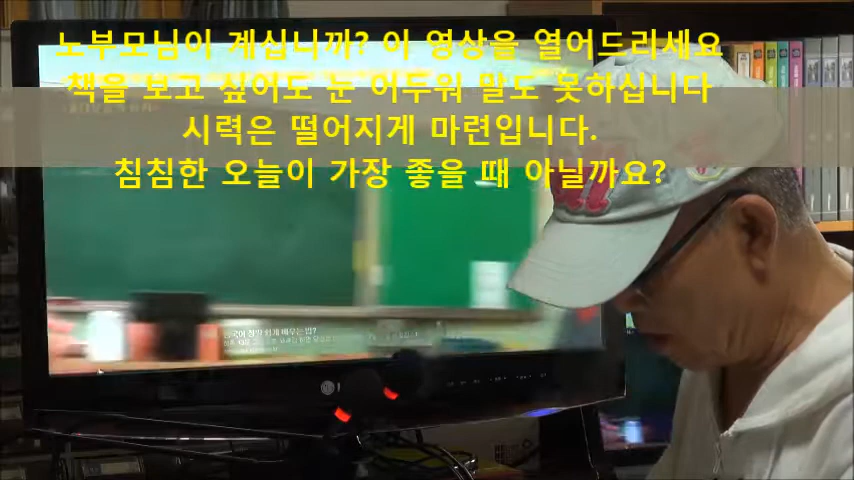 노부모님이 계십니까? 이 영상을 열어드리세요
책을 보고 싶어도 눈 어두워 말도 못하십니다
시력은 떨어지게 마련입니다.
침침한 오늘이 가장 좋을 때 아닐까요?
LG